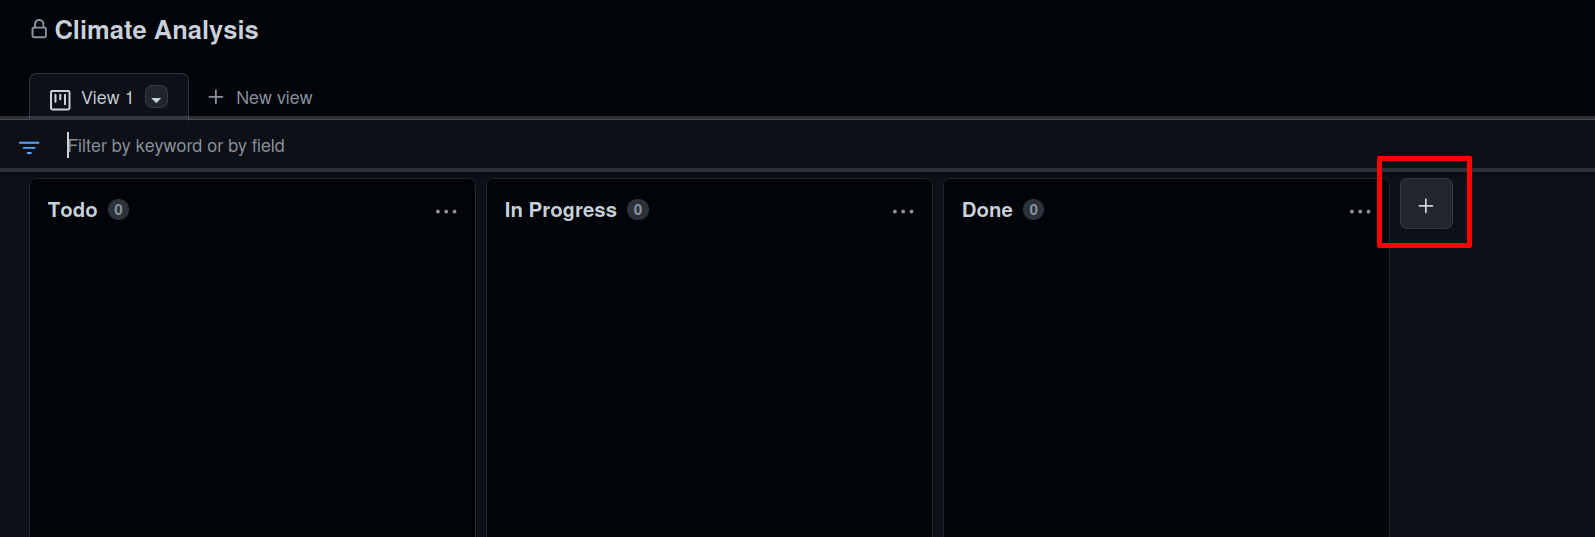 Climate Analysis
View 1
New view
Filter by keyword or by field
Todo 0
In Progress 0
Done 0